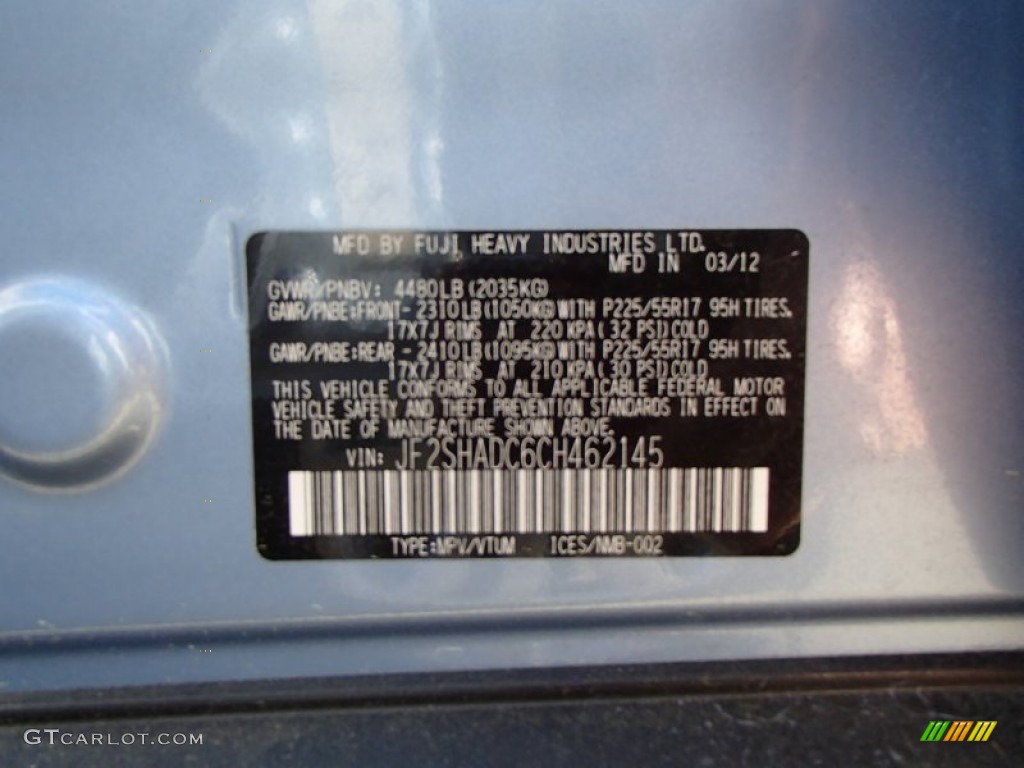 MFD BY FUJI HEAVY INDUSTRIES LTD.
MFD IN 03/12
GVWR/PNBV: 4480LB(2035KG)
GAWR/PNBE:FRONT- 2310LB(1050KG)WITH P225/55R17 95H TIRES.
17X7J RIMS AT 220 KPA( 32 PSI)COLD
GAWR/PNBE:REAR - 2410LB(1095KG)WITH P225/55R17 95H TIRES.
17X7J RIMS AT 210 KPA( 30 PSI)COLD
THIS VEHICLE CONFORMS TO ALL APPLICABLE FEDERAL MOTOR
VEHICLE SAFETY AND THEFT PREVENTION STANDARDS IN EFFECT ON
THE DATE OF MANUFACTURE SHOWN ABOVE.
VIN: JF2SHADC6CH462145
TYPE:MPV/VTUM ICES/NMB-002
GTCARLOT.COM